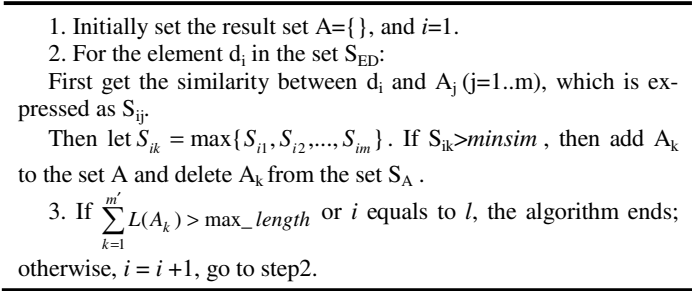 1. Initially set the result set A={}, and i=1.
2. For the element d_i in the set S_ED:
First get the similarity between d_i and A_j (j=1..m), which is ex-
pressed as S_ij.
Then let S_ik = max{S_i1, S_i2,..., S_im}. If S_ik>minsim , then add A_k
to the set A and delete A_k from the set S_A .
3. If \sum_{k=1}^{m'} L(A_k) > max_ length or i equals to l, the algorithm ends;
otherwise, i = i +1, go to step2.